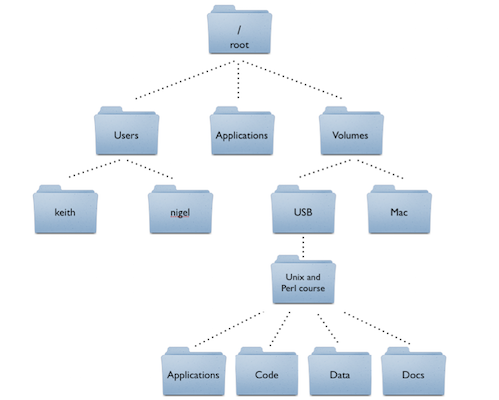 /
root
Users
Applications
Volumes
keith
nigel
USB
Mac
Unix and
Perl course
Applications
Code
Data
Docs